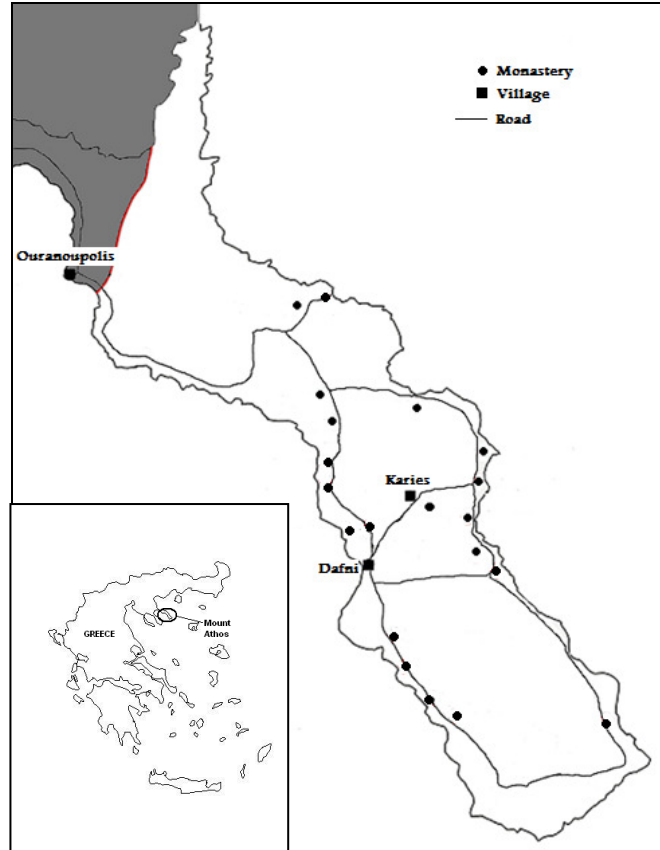 Monastery
Village
Road
Ouranoupolis
Karies
Dafni
GREECE
Mount
Athos